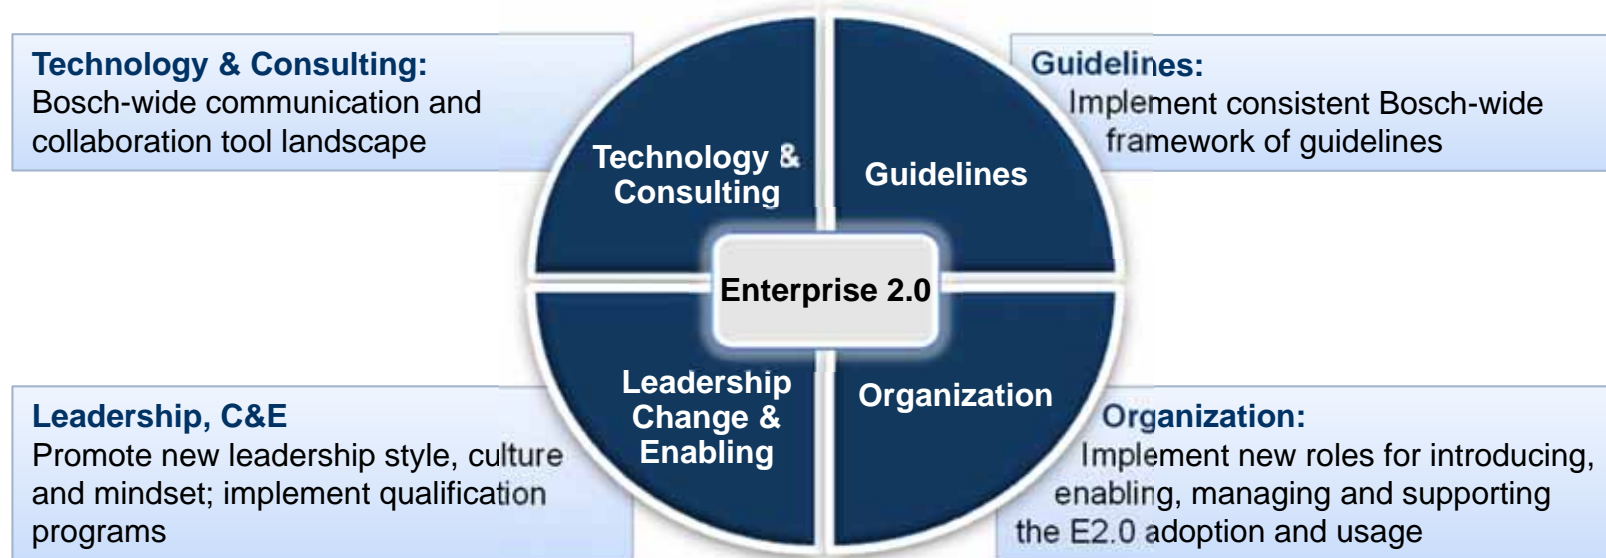 Technology & Consulting:
Bosch-wide communication and
collaboration tool landscape
Guidelines:
Implement consistent Bosch-wide
framework of guidelines
Technology &
Consulting
Guidelines
Enterprise 2.0
Leadership
Change &
Enabling
Organization
Leadership, C&E
Promote new leadership style, culture
and mindset; implement qualification
programs
Organization:
Implement new roles for introducing,
enabling, managing and supporting
the E2.0 adoption and usage